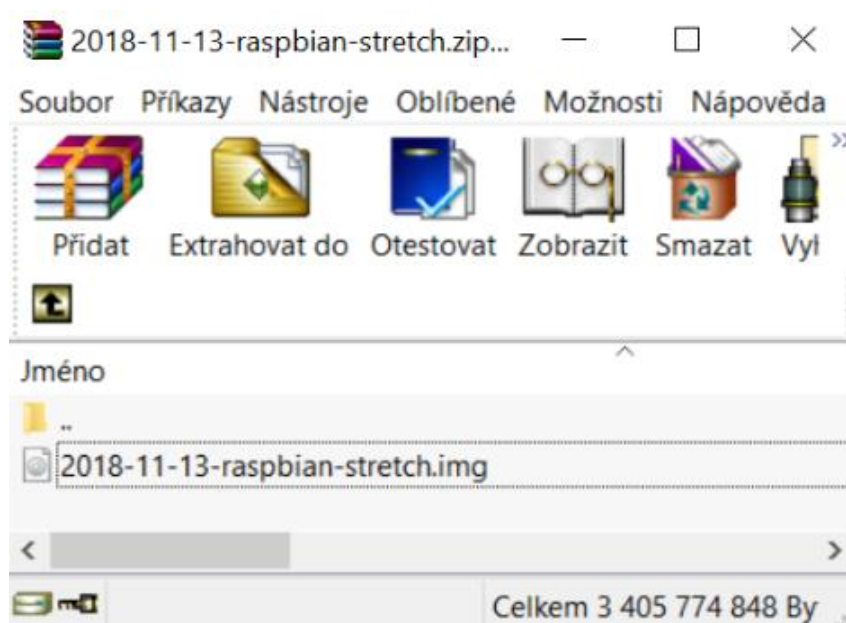 2018-11-13-raspbian-stretch.zip...
Soubor Příkazy Nástroje Oblíbené Možnosti Nápověda
Přidat Extrahovat do Otestovat Zobrazit Smazat
Jméno
..
2018-11-13-raspbian-stretch.img
Celkem 3 405 774 848 By